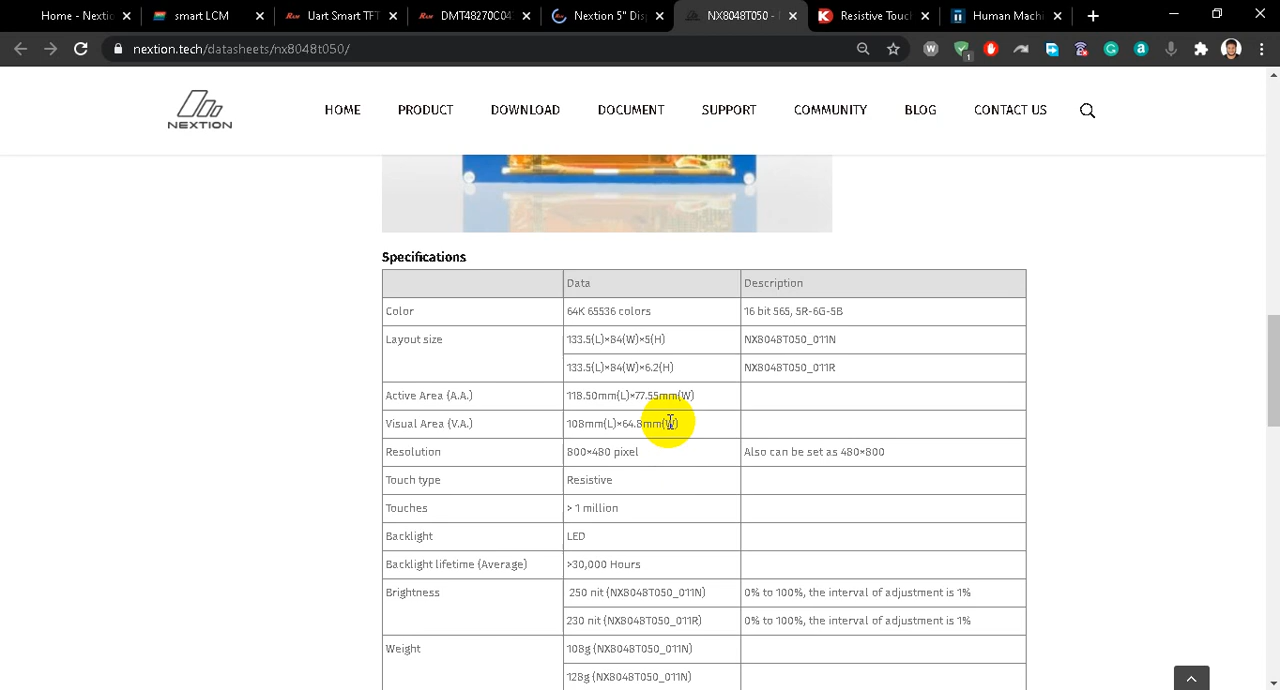 Home - Nextio
smart LCM
Uart Smart TFT
DMT48270C04
Nextion 5" Disp
NX8048T050 -
Resistive Touc
Human Machi
nextion.tech/datasheets/nx8048t050/
NEXTION
HOME
PRODUCT
DOWNLOAD
DOCUMENT
SUPPORT
COMMUNITY
BLOG
CONTACT US
Specifications
Data Description
Color 64K 65536 colors 16 bit 565, 5R-6G-5B
Layout size 133.5(L)×84(W)×5(H) NX8048T050_011N
133.5(L)×84(W)×6.2(H) NX8048T050_011R
Active Area (A.A.) 118.50mm(L)×77.55mm(W)
Visual Area (V.A.) 108mm(L)×64.8mm(W)
Resolution 800×480 pixel Also can be set as 480×800
Touch type Resistive
Touches > 1 million
Backlight LED
Backlight lifetime (Average) >30,000 Hours
Brightness 250 nit (NX8048T050_011N) 0% to 100%, the interval of adjustment is 1%
230 nit (NX8048T050_011R) 0% to 100%, the interval of adjustment is 1%
Weight 108g (NX8048T050_011N)
128g (NX8048T050_011N)